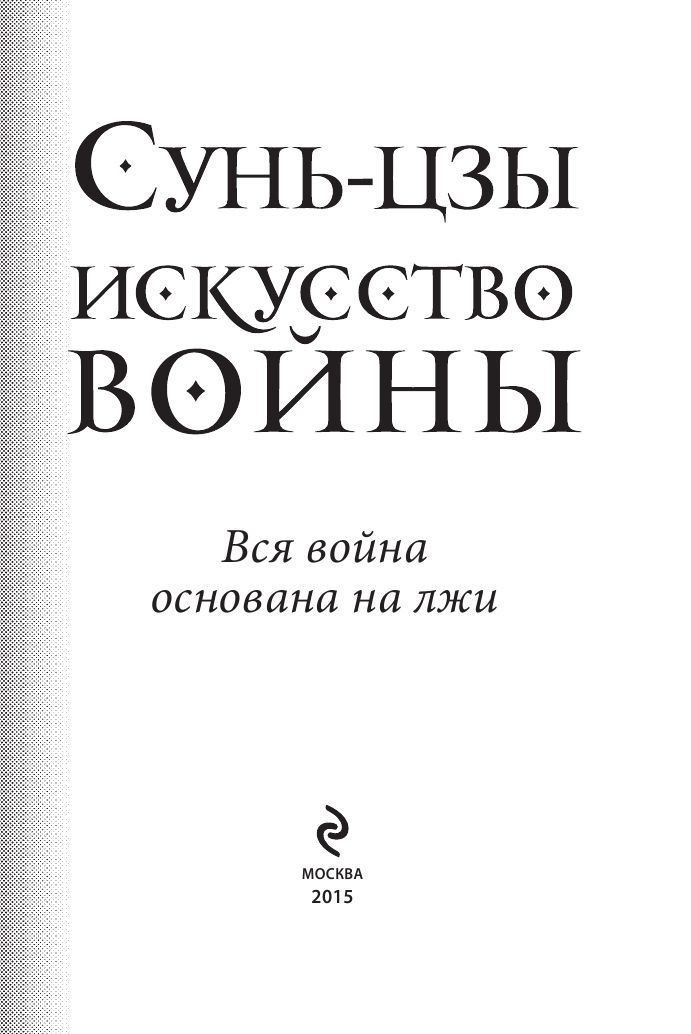 Сунь-цзы
искусство
войны
Вся война
основана на лжи
МОСКВА
2015